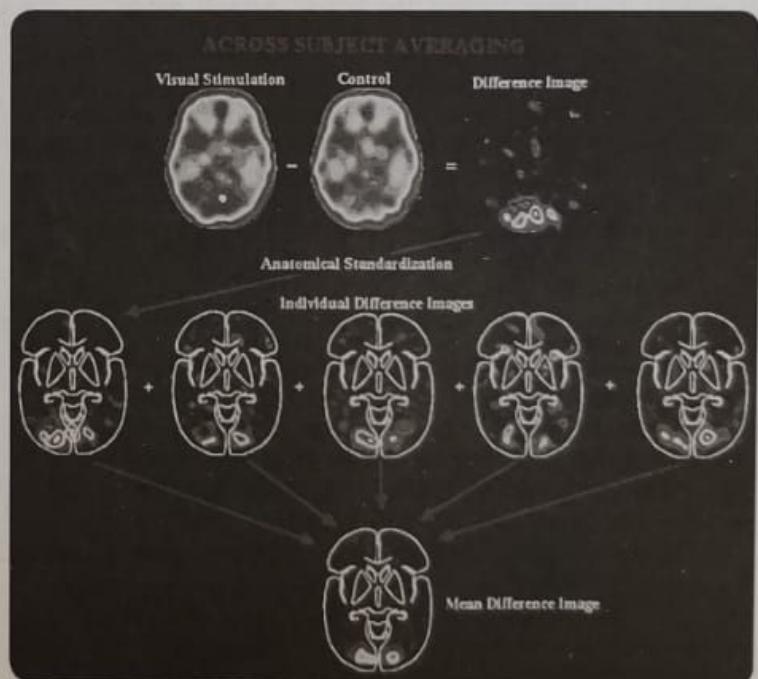 ACROSS SUBJECT AVERAGING
Visual Stimulation Control Difference Image
- =
Anatomical Standardization
Individual Difference Images
+ + + +
Mean Difference Image